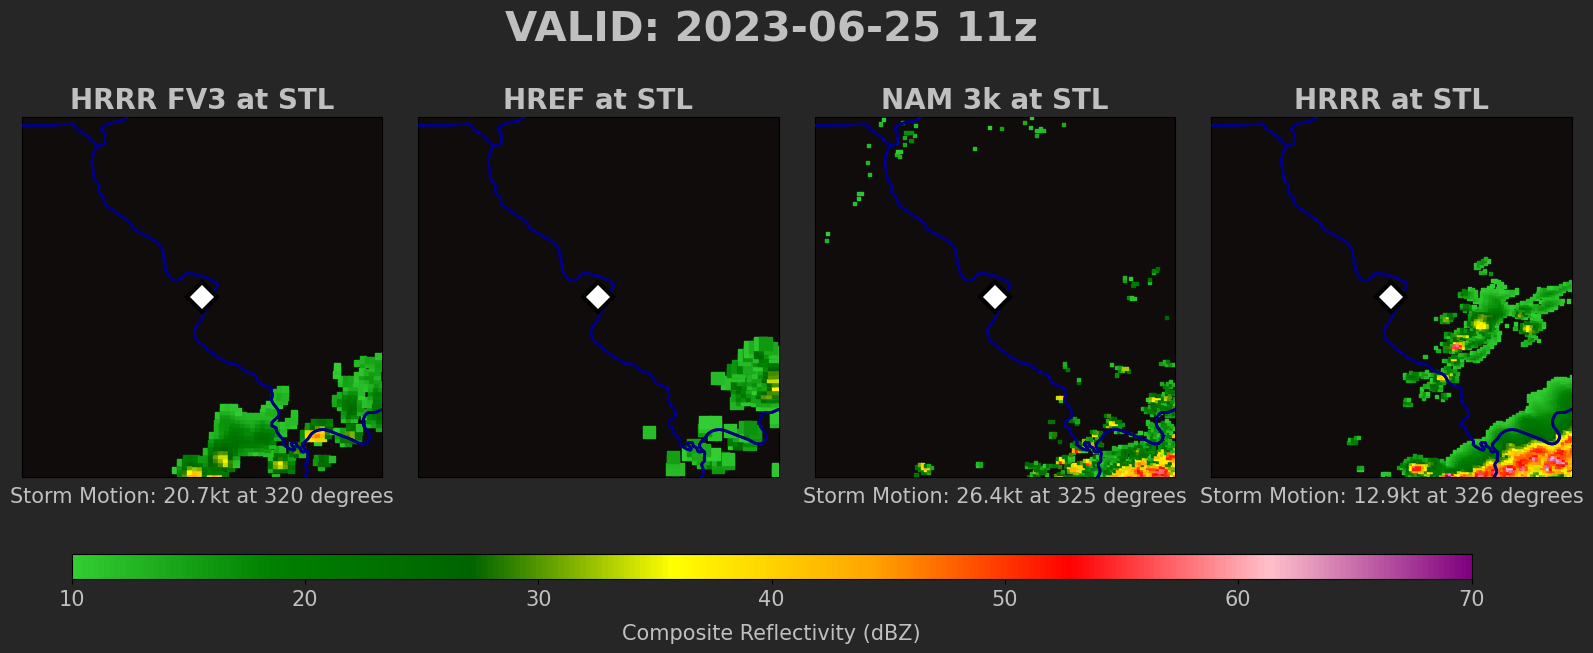 VALID: 2023-06-25 11z
HRRR FV3 at STL
HREF at STL
NAM 3k at STL
HRRR at STL
Storm Motion: 20.7kt at 320 degrees
Storm Motion: 26.4kt at 325 degrees
Storm Motion: 12.9kt at 326 degrees
10 20 30 40 50 60 70
Composite Reflectivity (dBZ)